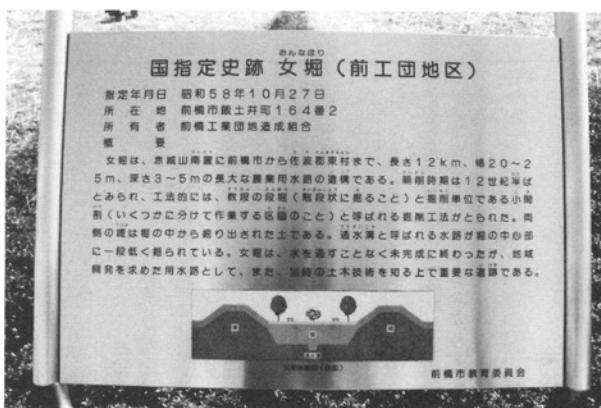 おんなぼり
国指定史跡 女堀(前工団地区)
指定年月日 昭和58年10月27日
所在地 前橋市飯土井町164番2
所有者 前橋工業団地造成組合
概要
女堀は、赤城山南麓に前橋市から佐波郡東村まで、長さ12km、幅20〜2
5m、深さ3〜5mの長大な農業用水路の遺構である。開削時期は12世紀半ば
とみられ、工法的には、数段の段掘(階段状に掘ること)と掘削単位である小間
割(いくつかに分けて作業する区画のこと)と呼ばれる掘削工法がとられた。両
側の堤は堀の中から掘り出された土である。通水溝と呼ばれる水路が堀の中心部
に一段低く掘られている。女堀は、水を通すことなく未完成に終わったが、地域
開発を求めた用水路として、また、当時の土木技術を知る上で重要な遺跡である。
前橋市教育委員会